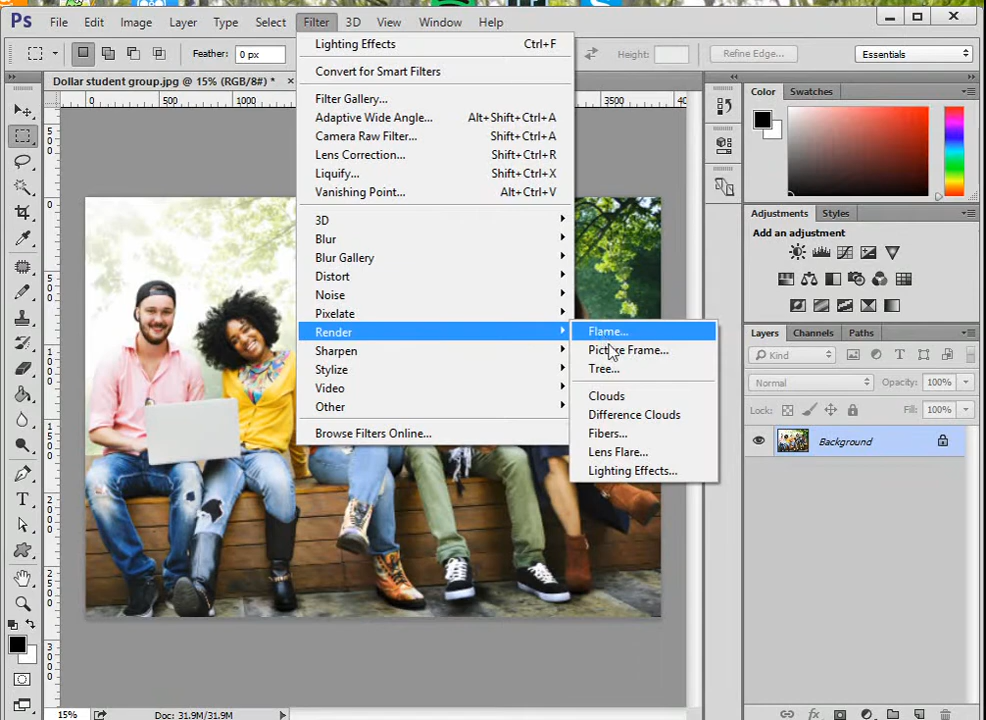 Ps File Edit Image Layer Type Select Filter 3D View Window Help
Feather: 0 px Height: Refine Edge... Essentials
Dollar student group.jpg @ 15% (RGB/8#) *
0 500 1000 3500
Lighting Effects Ctrl+F
Convert for Smart Filters
Filter Gallery...
Adaptive Wide Angle... Alt+Shift+Ctrl+A
Camera Raw Filter... Shift+Ctrl+A
Lens Correction... Shift+Ctrl+R
Liquify... Shift+Ctrl+X
Vanishing Point... Alt+Ctrl+V
3D
Blur
Blur Gallery
Distort
Noise
Pixelate
Render
Sharpen
Stylize
Video
Other
Browse Filters Online...
Flame...
Picture Frame...
Tree...
Clouds
Difference Clouds
Fibers...
Lens Flare...
Lighting Effects...
Color Swatches
Adjustments Styles
Add an adjustment
Layers Channels Paths
Kind
Normal Opacity: 100%
Lock: Fill: 100%
Background
15% Doc: 31.9M/31.9M